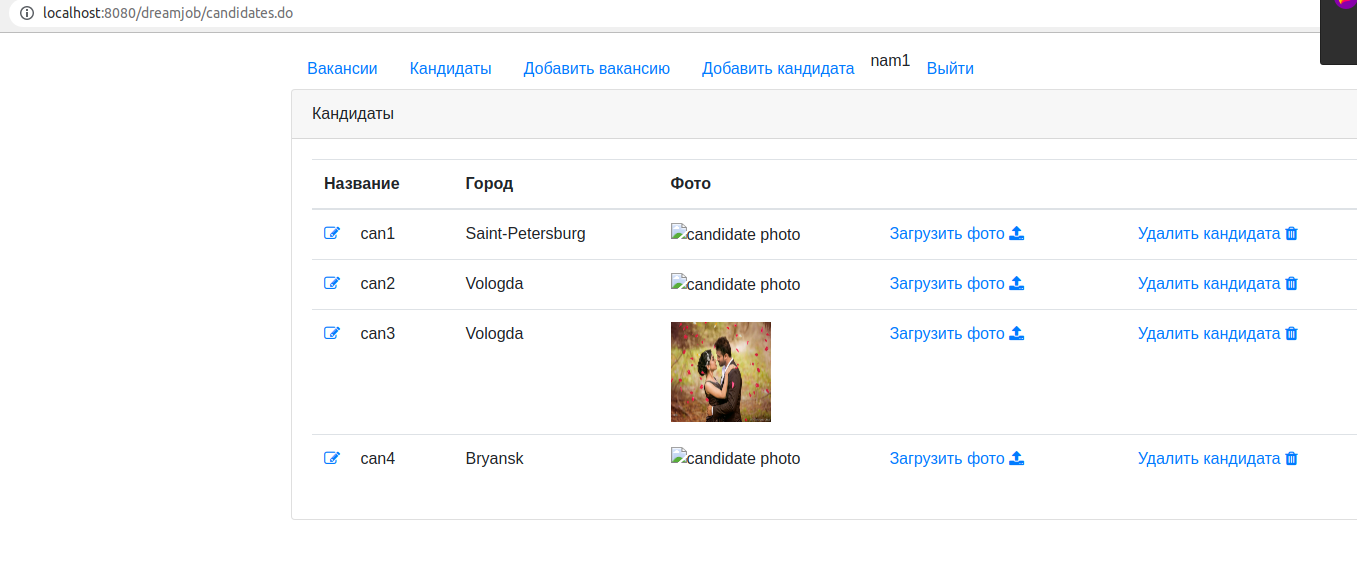 localhost:8080/dreamjob/candidates.do
Вакансии Кандидаты Добавить вакансию Добавить кандидата nam1 Выйти
Кандидаты
Название Город Фото
can1 Saint-Petersburg candidate photo Загрузить фото Удалить кандидата
can2 Vologda candidate photo Загрузить фото Удалить кандидата
can3 Vologda Загрузить фото Удалить кандидата
can4 Bryansk candidate photo Загрузить фото Удалить кандидата